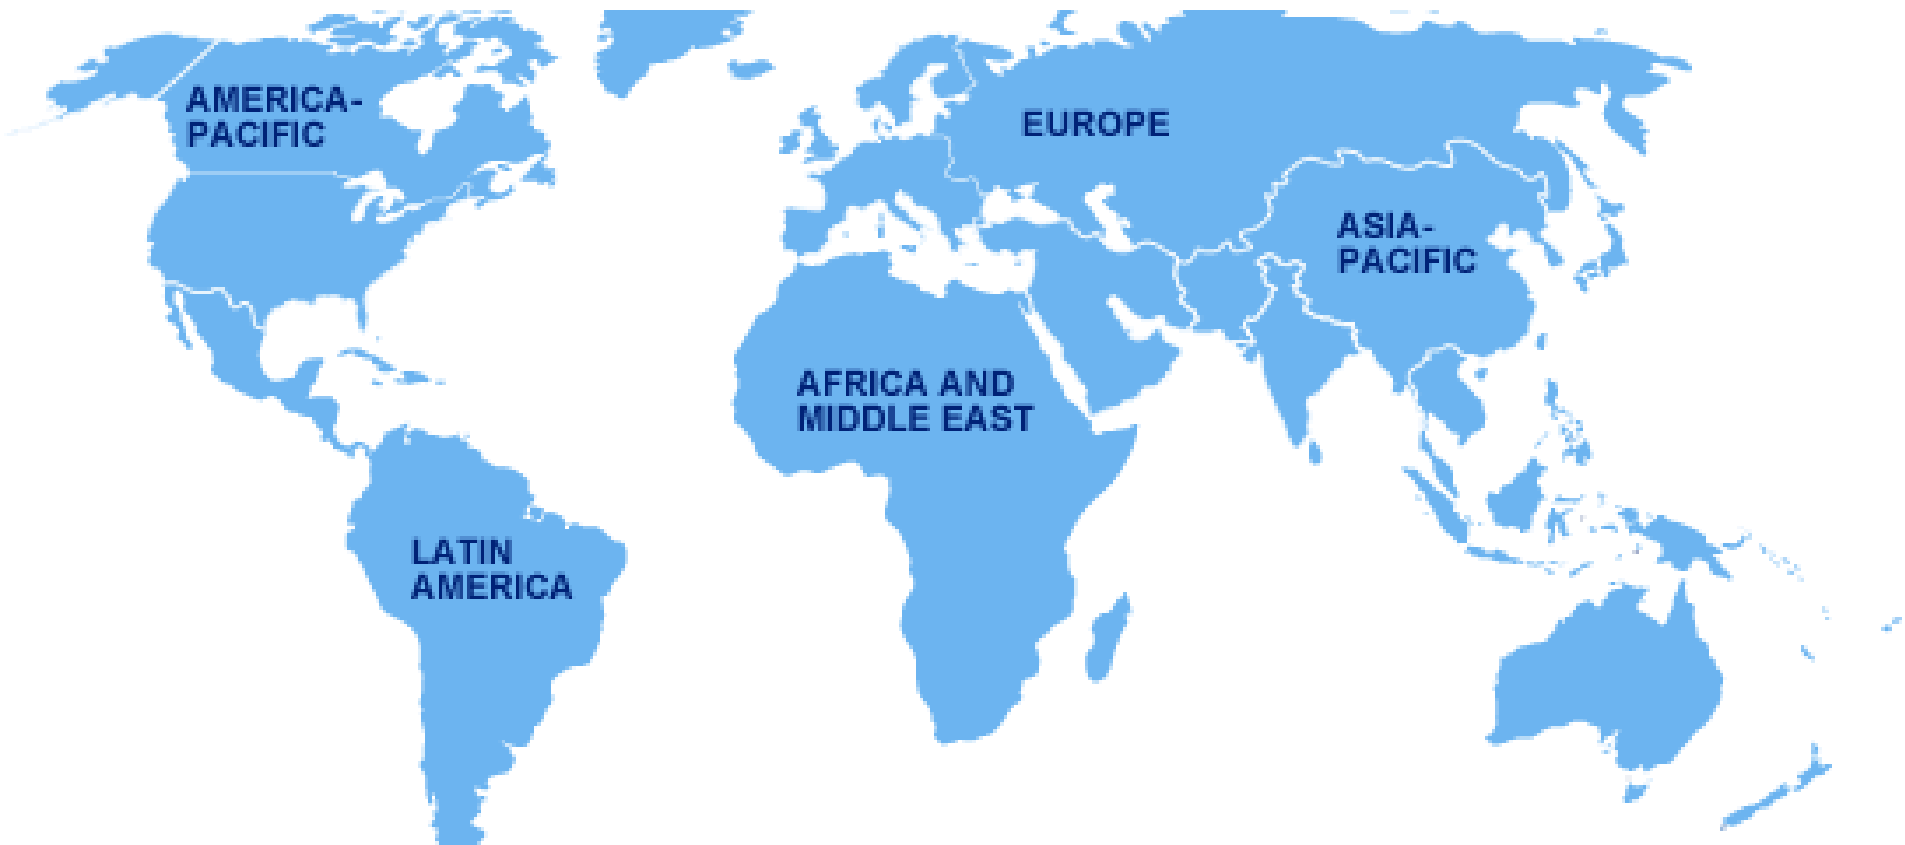 AMERICA-
PACIFIC
EUROPE
ASIA-
PACIFIC
AFRICA AND
MIDDLE EAST
LATIN
AMERICA